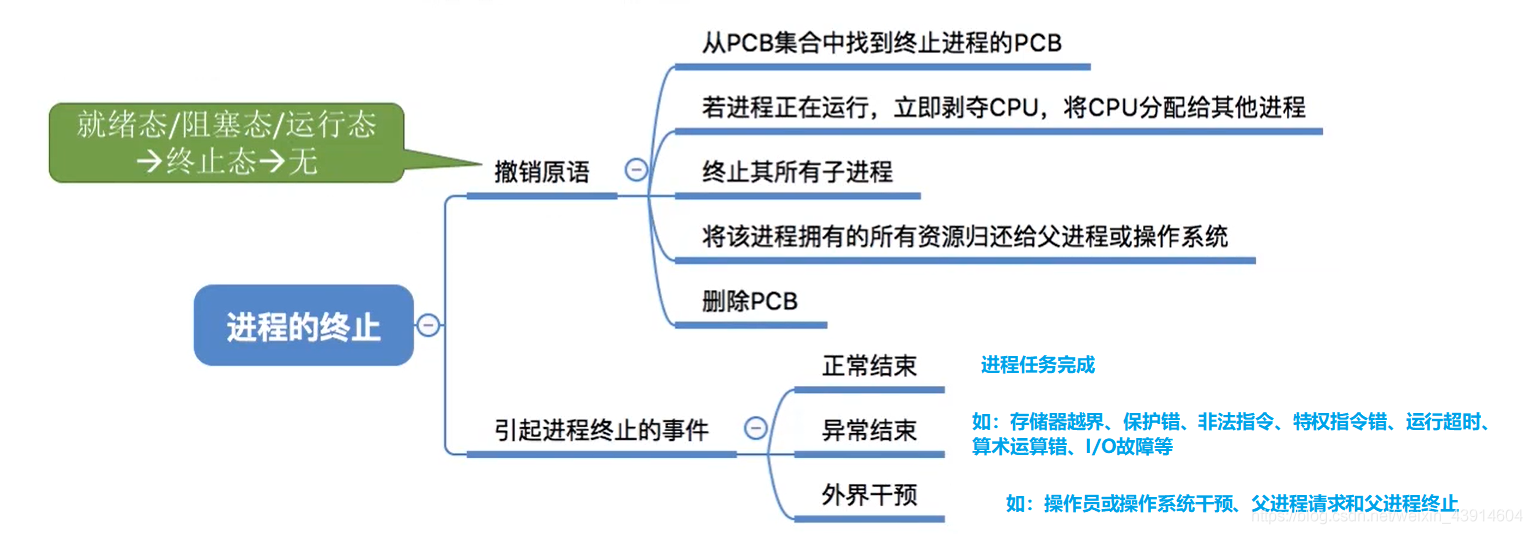 从PCB集合中找到终止进程的PCB
就绪态/阻塞态/运行态
→终止态→无
若进程正在运行，立即剥夺CPU，将CPU分配给其他进程
撤销原语
终止其所有子进程
将该进程拥有的所有资源归还给父进程或操作系统
删除PCB
进程的终止
正常结束
进程任务完成
引起进程终止的事件
异常结束
如：存储器越界、保护错、非法指令、特权指令错、运行超时、
算术运算错、I/O故障等
外界干预
如：操作员或操作系统干预、父进程请求和父进程终止
https://blog.csdn.net/weixin_43914604